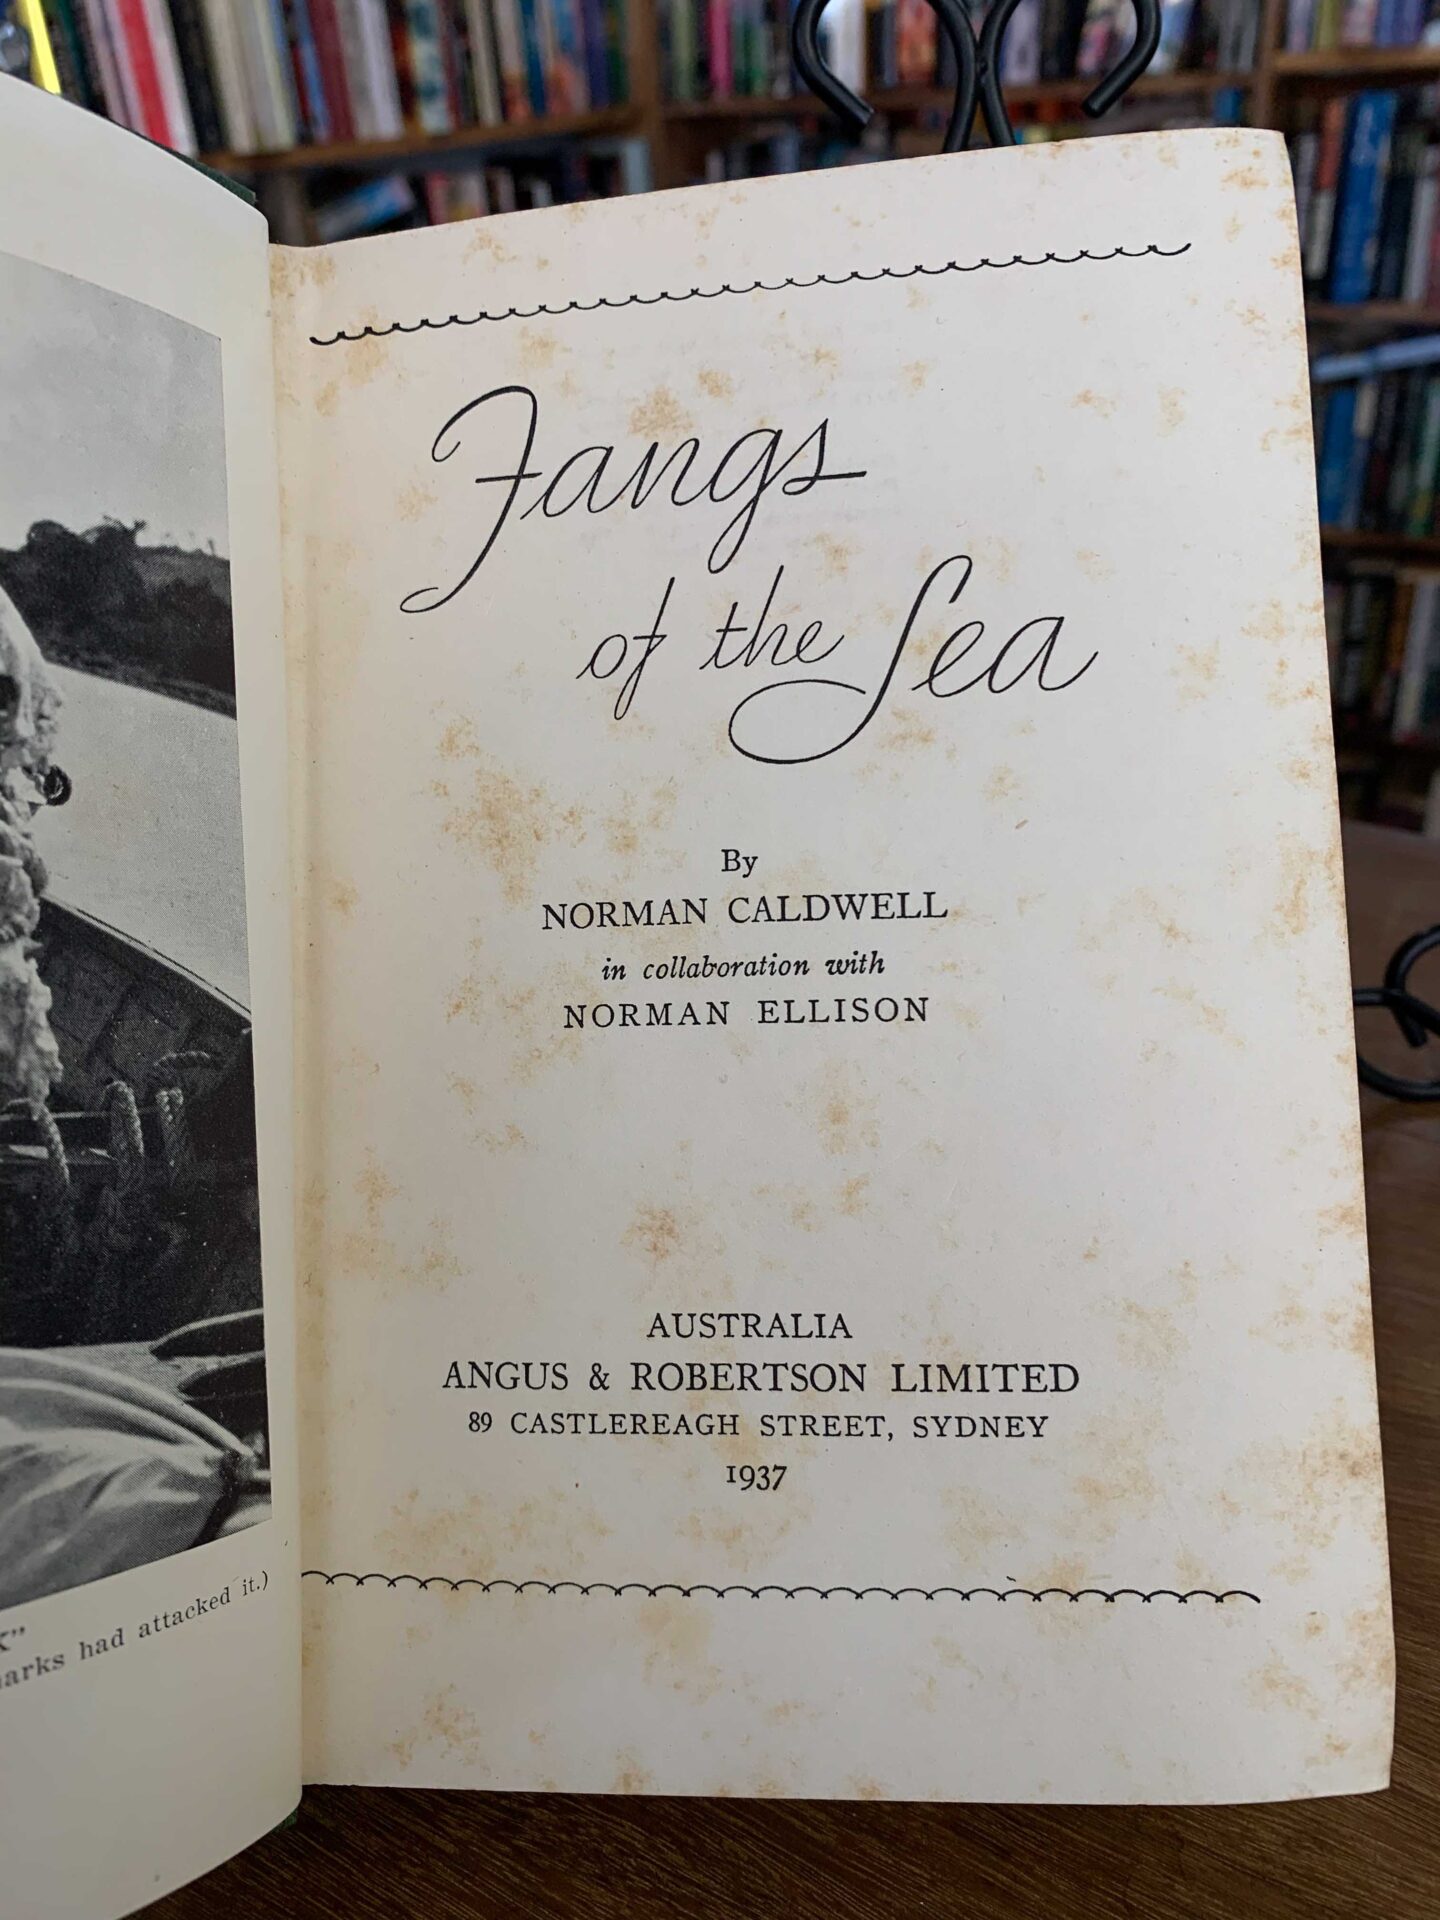 Fangs
of the Sea
By
NORMAN CALDWELL
in collaboration with
NORMAN ELLISON
AUSTRALIA
ANGUS & ROBERTSON LIMITED
89 CASTLEREAGH STREET, SYDNEY
1937
had attacked it.)